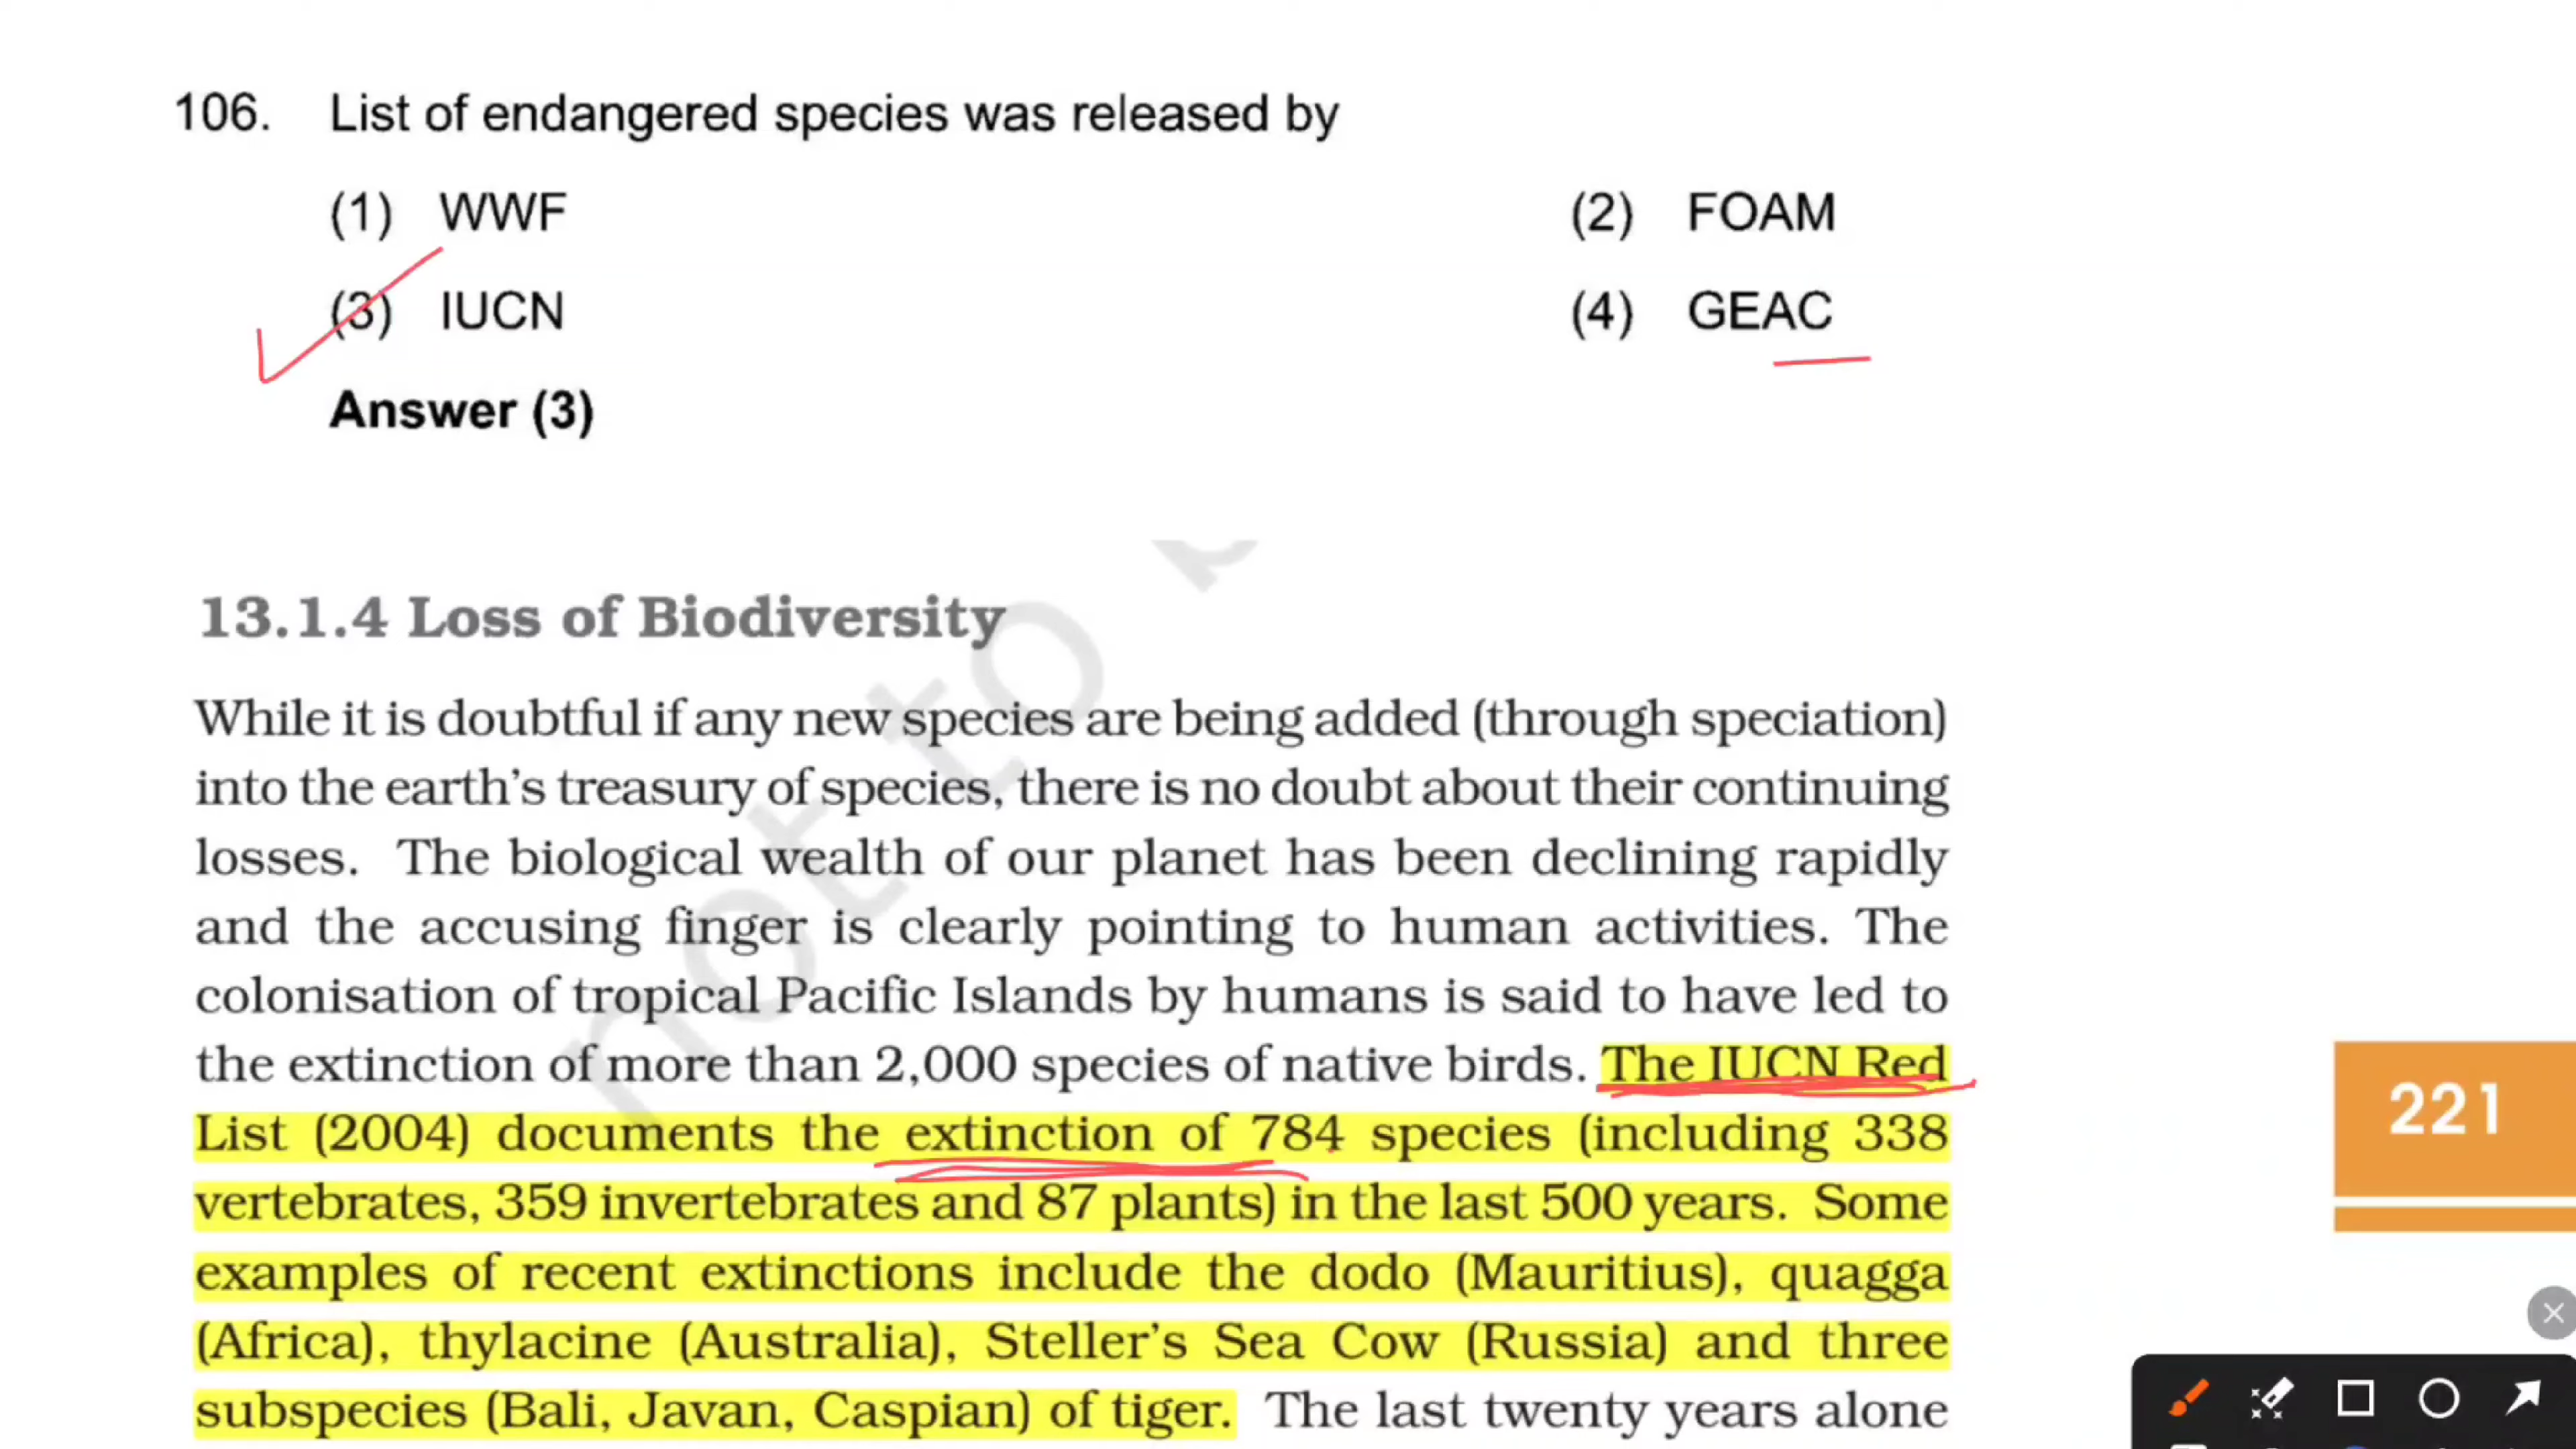 106. List of endangered species was released by
(1) WWF (2) FOAM
(3) IUCN (4) GEAC
Answer (3)
13.1.4 Loss of Biodiversity
While it is doubtful if any new species are being added (through speciation)
into the earth's treasury of species, there is no doubt about their continuing
losses. The biological wealth of our planet has been declining rapidly
and the accusing finger is clearly pointing to human activities. The
colonisation of tropical Pacific Islands by humans is said to have led to
the extinction of more than 2,000 species of native birds. The IUCN Red
List (2004) documents the extinction of 784 species (including 338
vertebrates, 359 invertebrates and 87 plants) in the last 500 years. Some
examples of recent extinctions include the dodo (Mauritius), quagga
(Africa), thylacine (Australia), Steller's Sea Cow (Russia) and three
subspecies (Bali, Javan, Caspian) of tiger. The last twenty years alone
221
not to